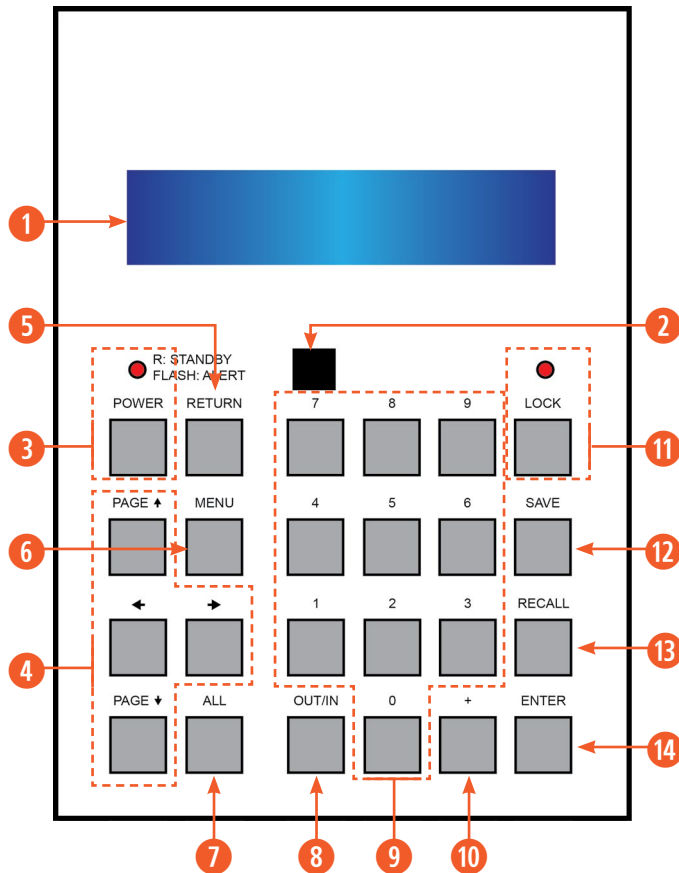 1
5
2
R: STANDBY
FLASH: ALERT
POWER RETURN 7 8 9 LOCK
3
11
PAGE ↑ MENU 4 5 6 SAVE
6
12
← → 1 2 3 RECALL
4
13
PAGE ↓ ALL OUT/IN 0 + ENTER
14
7 8 9 10